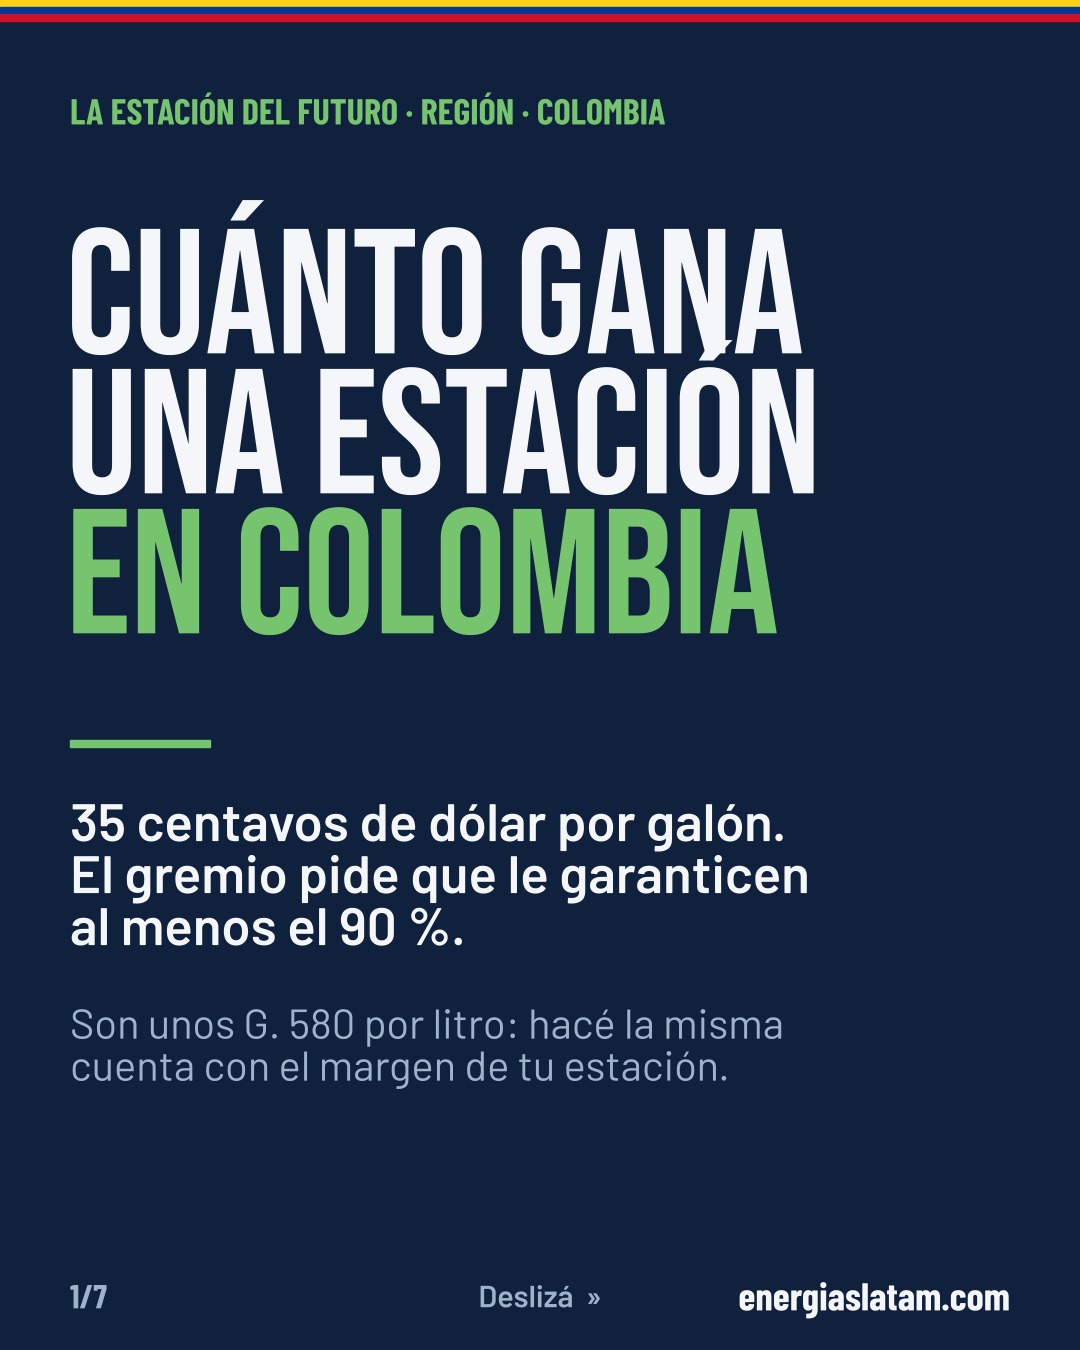 LA ESTACIÓN DEL FUTURO · REGIÓN · COLOMBIA
CUÁNTO GANA
UNA ESTACIÓN
EN COLOMBIA
35 centavos de dólar por galón.
El gremio pide que le garanticen
al menos el 90 %.
Son unos G. 580 por litro: hacé la misma
cuenta con el margen de tu estación.
1/7
Deslizá »
energiaslatam.com